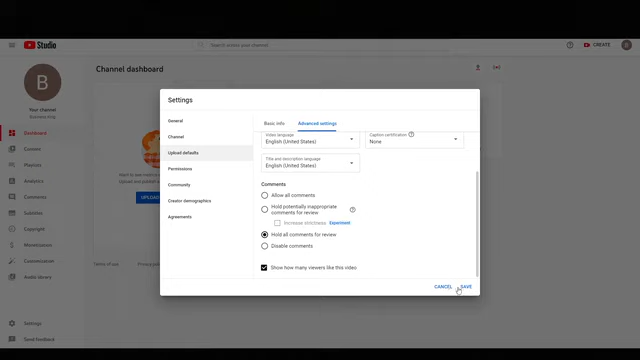 Studio
Search across your channel
CREATE
B
B
Your channel
Channel dashboard
Dashboard
Content
Playlists
Analytics
Comments
Subtitles
Copyright
Monetization
Customization
Audio library
Settings
Send feedback
UPLOAD
Terms of use
Settings
General
Channel
Upload defaults
Permissions
Community
Creator demographics
Agreements
Basic info
Advanced settings
Video language
English (United States)
Caption certification
None
Title and description language
English (United States)
Comments
Allow all comments
Hold potentially inappropriate
comments for review
Increase strictness
Experiment
Hold all comments for review
Disable comments
Show how many viewers like this video
CANCEL
SAVE